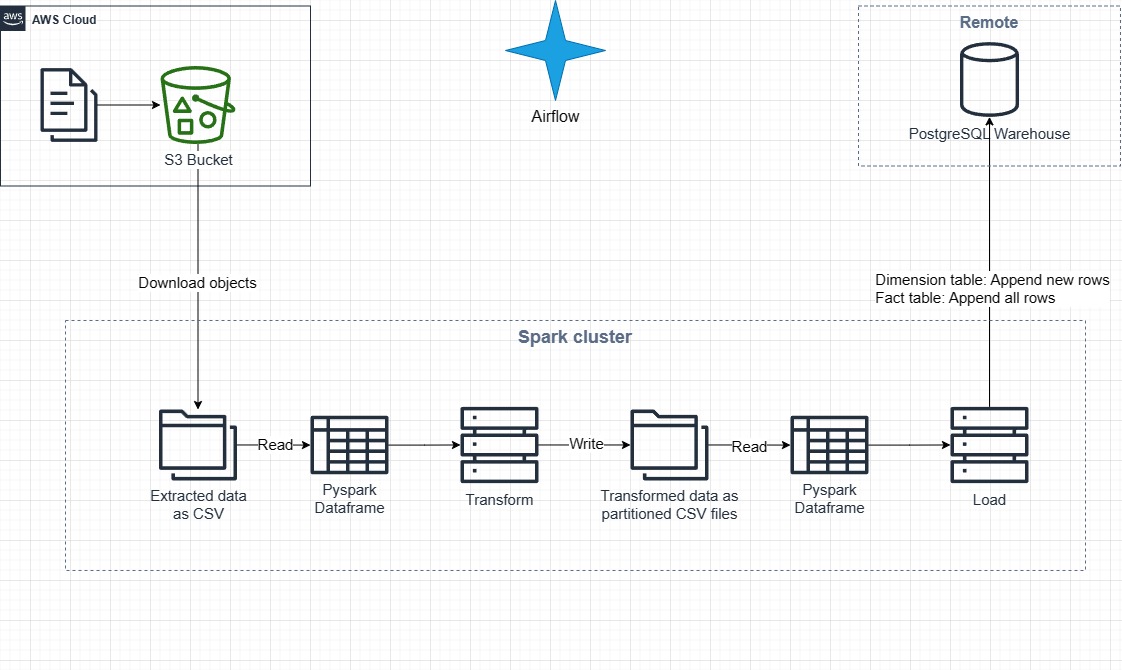 aws
AWS Cloud
S3 Bucket
Airflow
Remote
PostgreSQL Warehouse
Download objects
Dimension table: Append new rows
Fact table: Append all rows
Spark cluster
Read
Write
Read
Extracted data
as CSV
Pyspark
Dataframe
Transform
Transformed data as
partitioned CSV files
Pyspark
Dataframe
Load